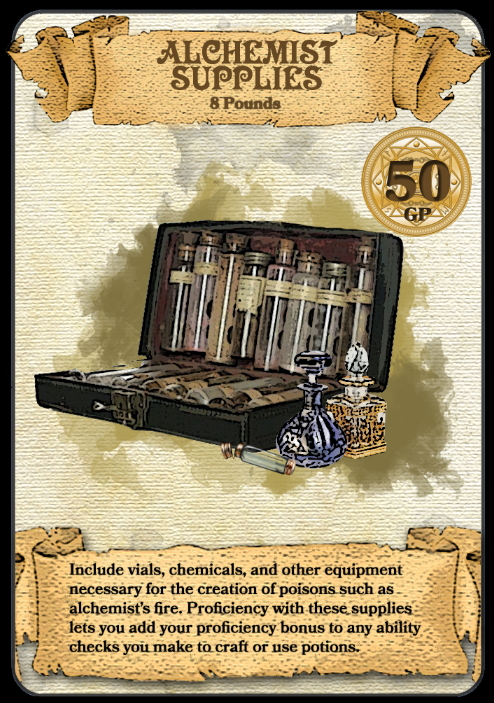 ALCHEMIST
SUPPLIES
8 Pounds
50
GP
Include vials, chemicals, and other equipment
necessary for the creation of poisons such as
alchemist's fire. Proficiency with these supplies
lets you add your proficiency bonus to any ability
checks you make to craft or use potions.